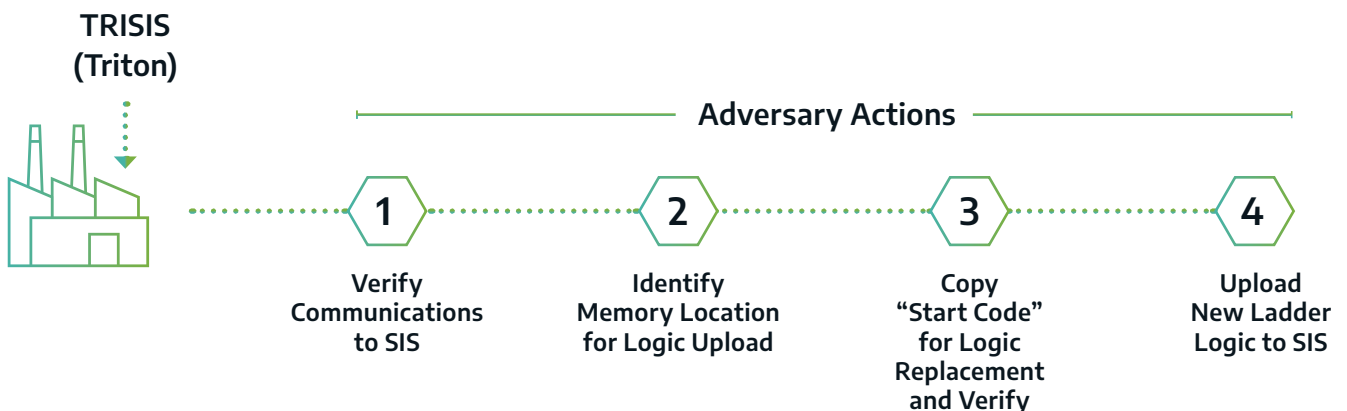 TRISIS
(Triton)
Adversary Actions
1
Verify
Communications
to SIS
2
Identify
Memory Location
for Logic Upload
3
Copy
“Start Code”
for Logic
Replacement
and Verify
4
Upload
New Ladder
Logic to SIS